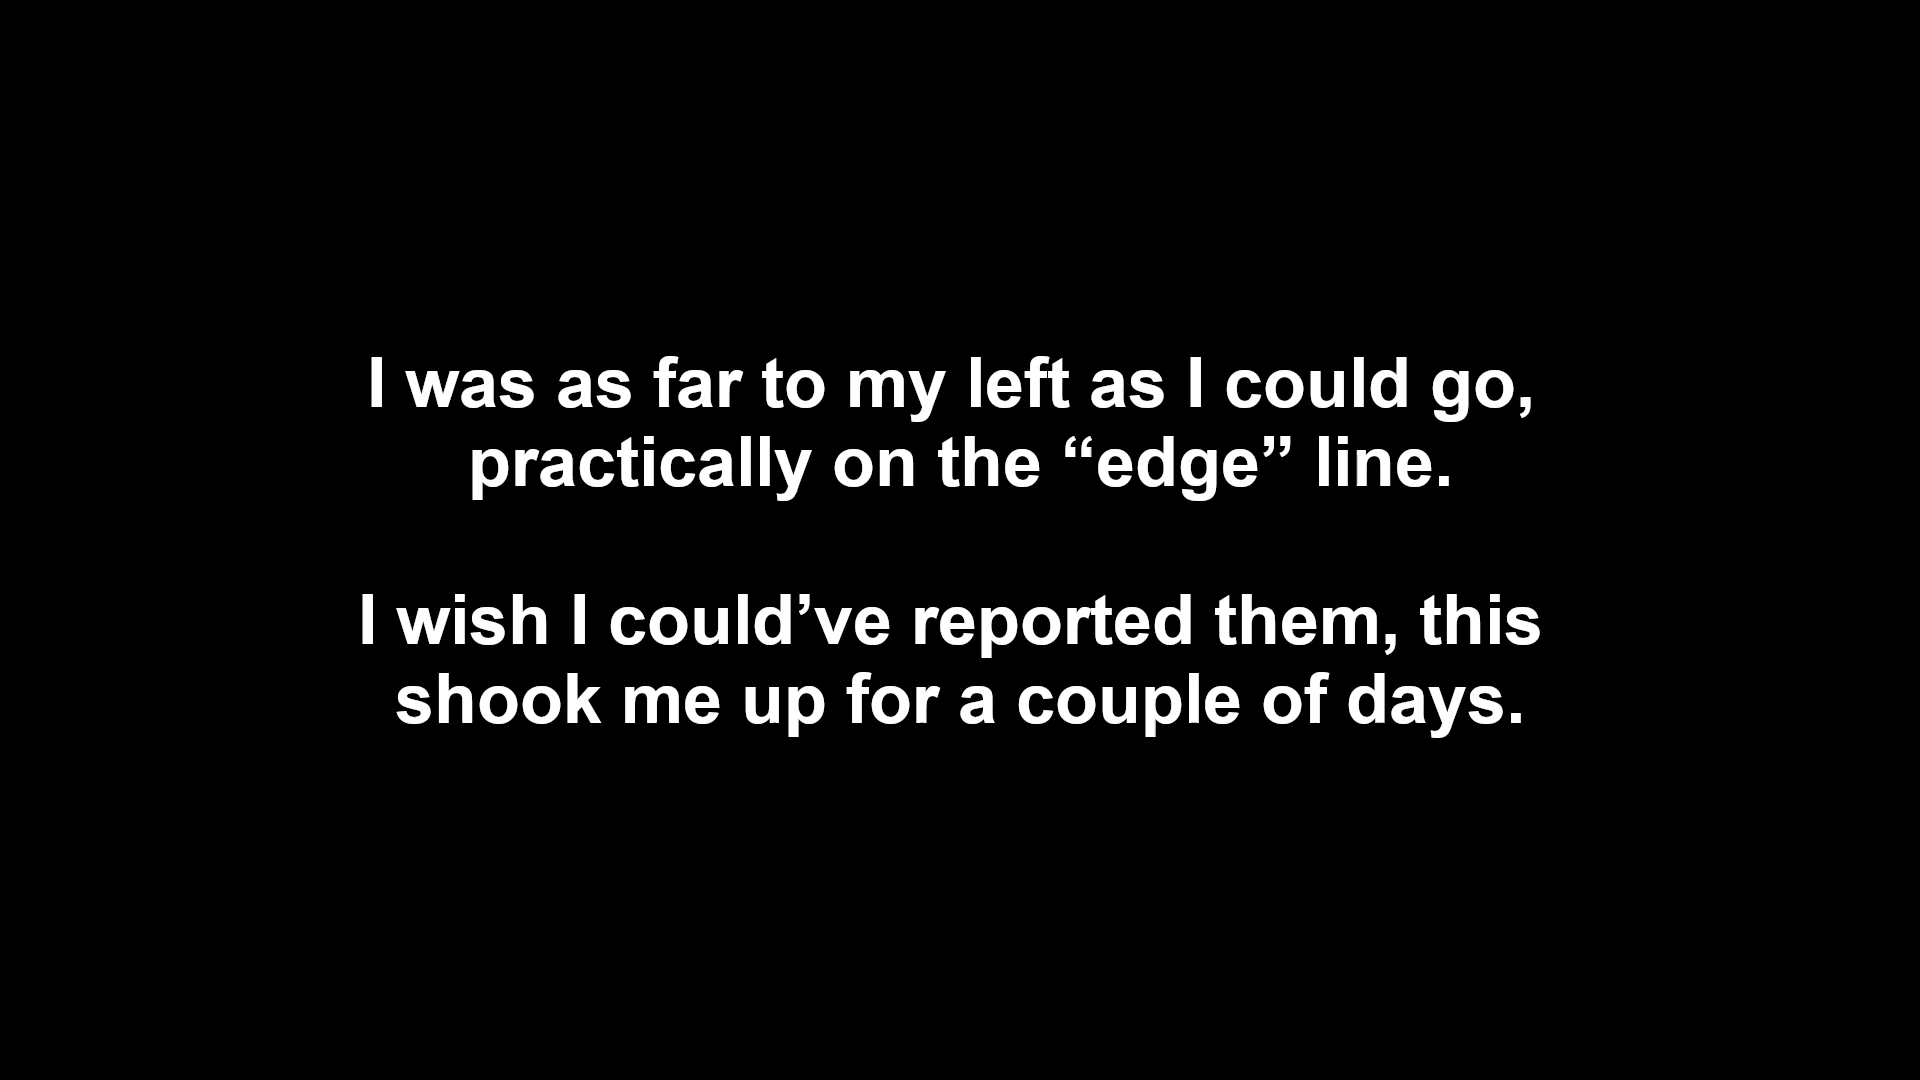 I was as far to my left as I could go,
practically on the “edge” line.
I wish I could’ve reported them, this
shook me up for a couple of days.